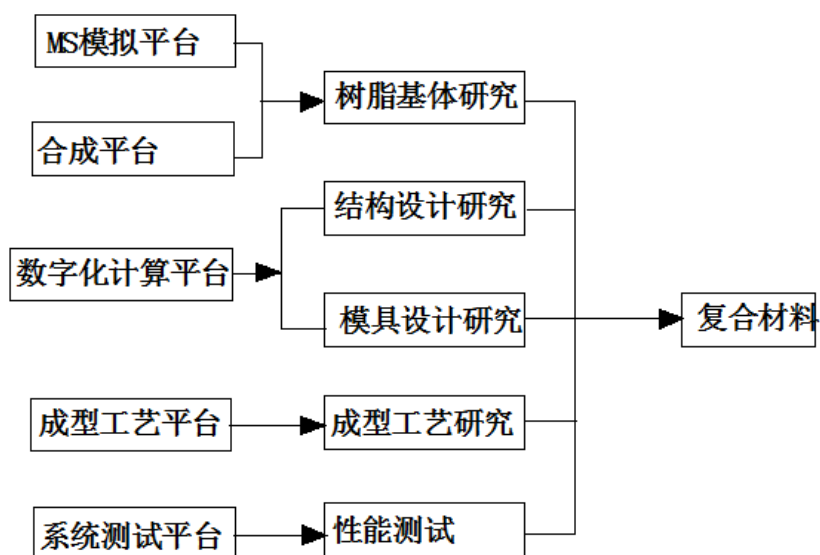 MS模拟平台
树脂基体研究
合成平台
结构设计研究
数字化计算平台
模具设计研究
复合材料
成型工艺平台
成型工艺研究
系统测试平台
性能测试